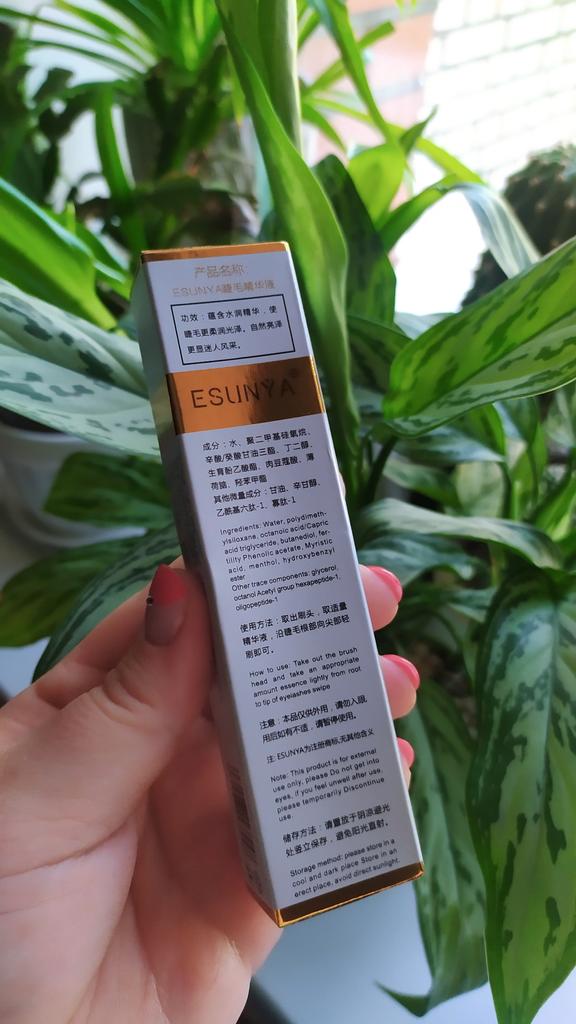 产品名称:
ESUNYA睫毛精华液
功效：蕴含水润精华，使
睫毛更柔润光泽。自然亮泽
更显迷人风采。
ESUNYA®
成分：水、聚二甲基硅氧烷、
辛酸/癸酸甘油三酯、丁二醇、
生育酚乙酸酯、肉豆蔻酸、薄
荷醇、羟苯甲酯
其他微量成分：甘油、辛甘醇、
乙酰基六肽-1、寡肽-1
Ingredients: Water, polydimeth-
ylsiloxane, octanoic acid/Capric
acid triglyceride, butanediol, fer-
tility Phenolic acetate, Myristic
acid, menthol, hydroxybenzyl
ester
Other trace components: glycerol,
octanol Acetyl group hexapeptide-1,
oligopeptide-1
使用方法：取出刷头，取适量
精华液，沿睫毛根部向尖部轻
刷即可。
How to use: Take out the brush
head and take an appropriate
amount essence lightly from root
to tip of eyelashes swipe
注意：本品仅供外用，请勿入眼，
用后如有不适，请暂停使用。
注: ESUNYA为注册商标,无其他含义
Note: This product is for external
use only, please Do not get into
eyes, if you feel unwell after use,
please temporarily Discontinue
use.
储存方法：请置放于阴凉避光
处竖立保存，避免阳光直射。
Storage method: please store in a
cool and dark place Store in an
erect place, avoid direct sunlight.